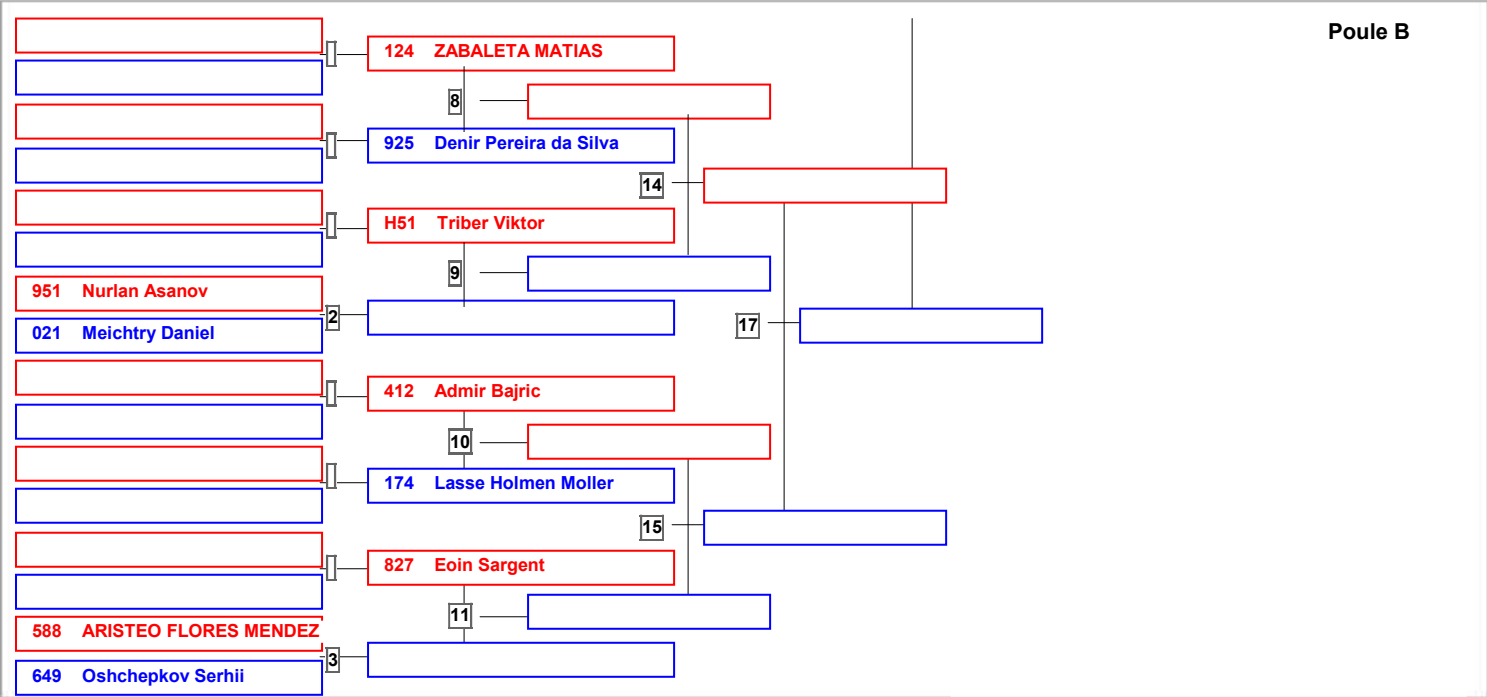 Poule B
124 ZABALETA MATIAS
8
925 Denir Pereira da Silva
14
H51 Triber Viktor
9
951 Nurlan Asanov
2
021 Meichtry Daniel
17
412 Admir Bajric
10
174 Lasse Holmen Moller
15
827 Eoin Sargent
11
588 ARISTEO FLORES MENDEZ
3
649 Oshchepkov Serhii